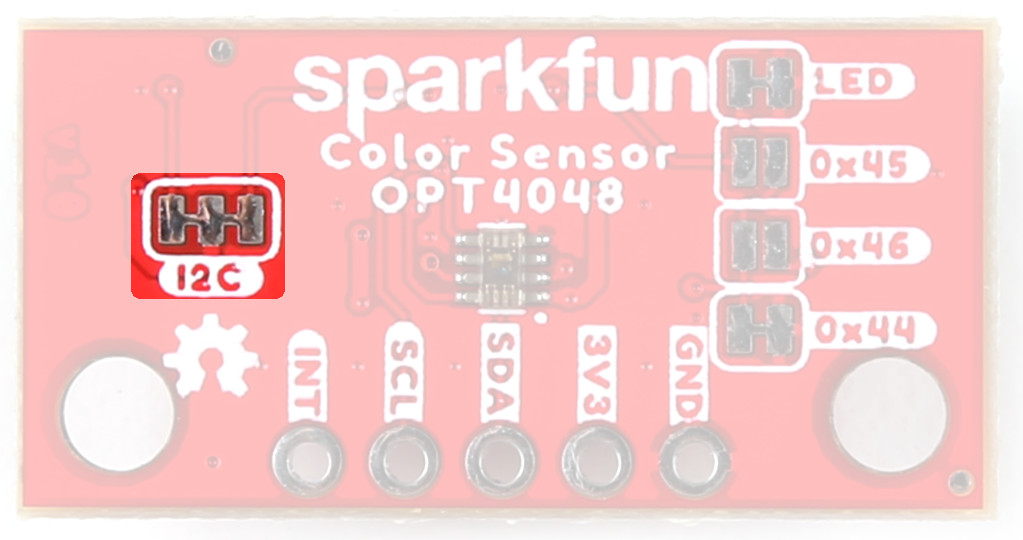 sparkfun
Color Sensor
OPT4048
LED
0x45
0x46
0x44
I2C
INT
SCL
SDA
3V3
GND